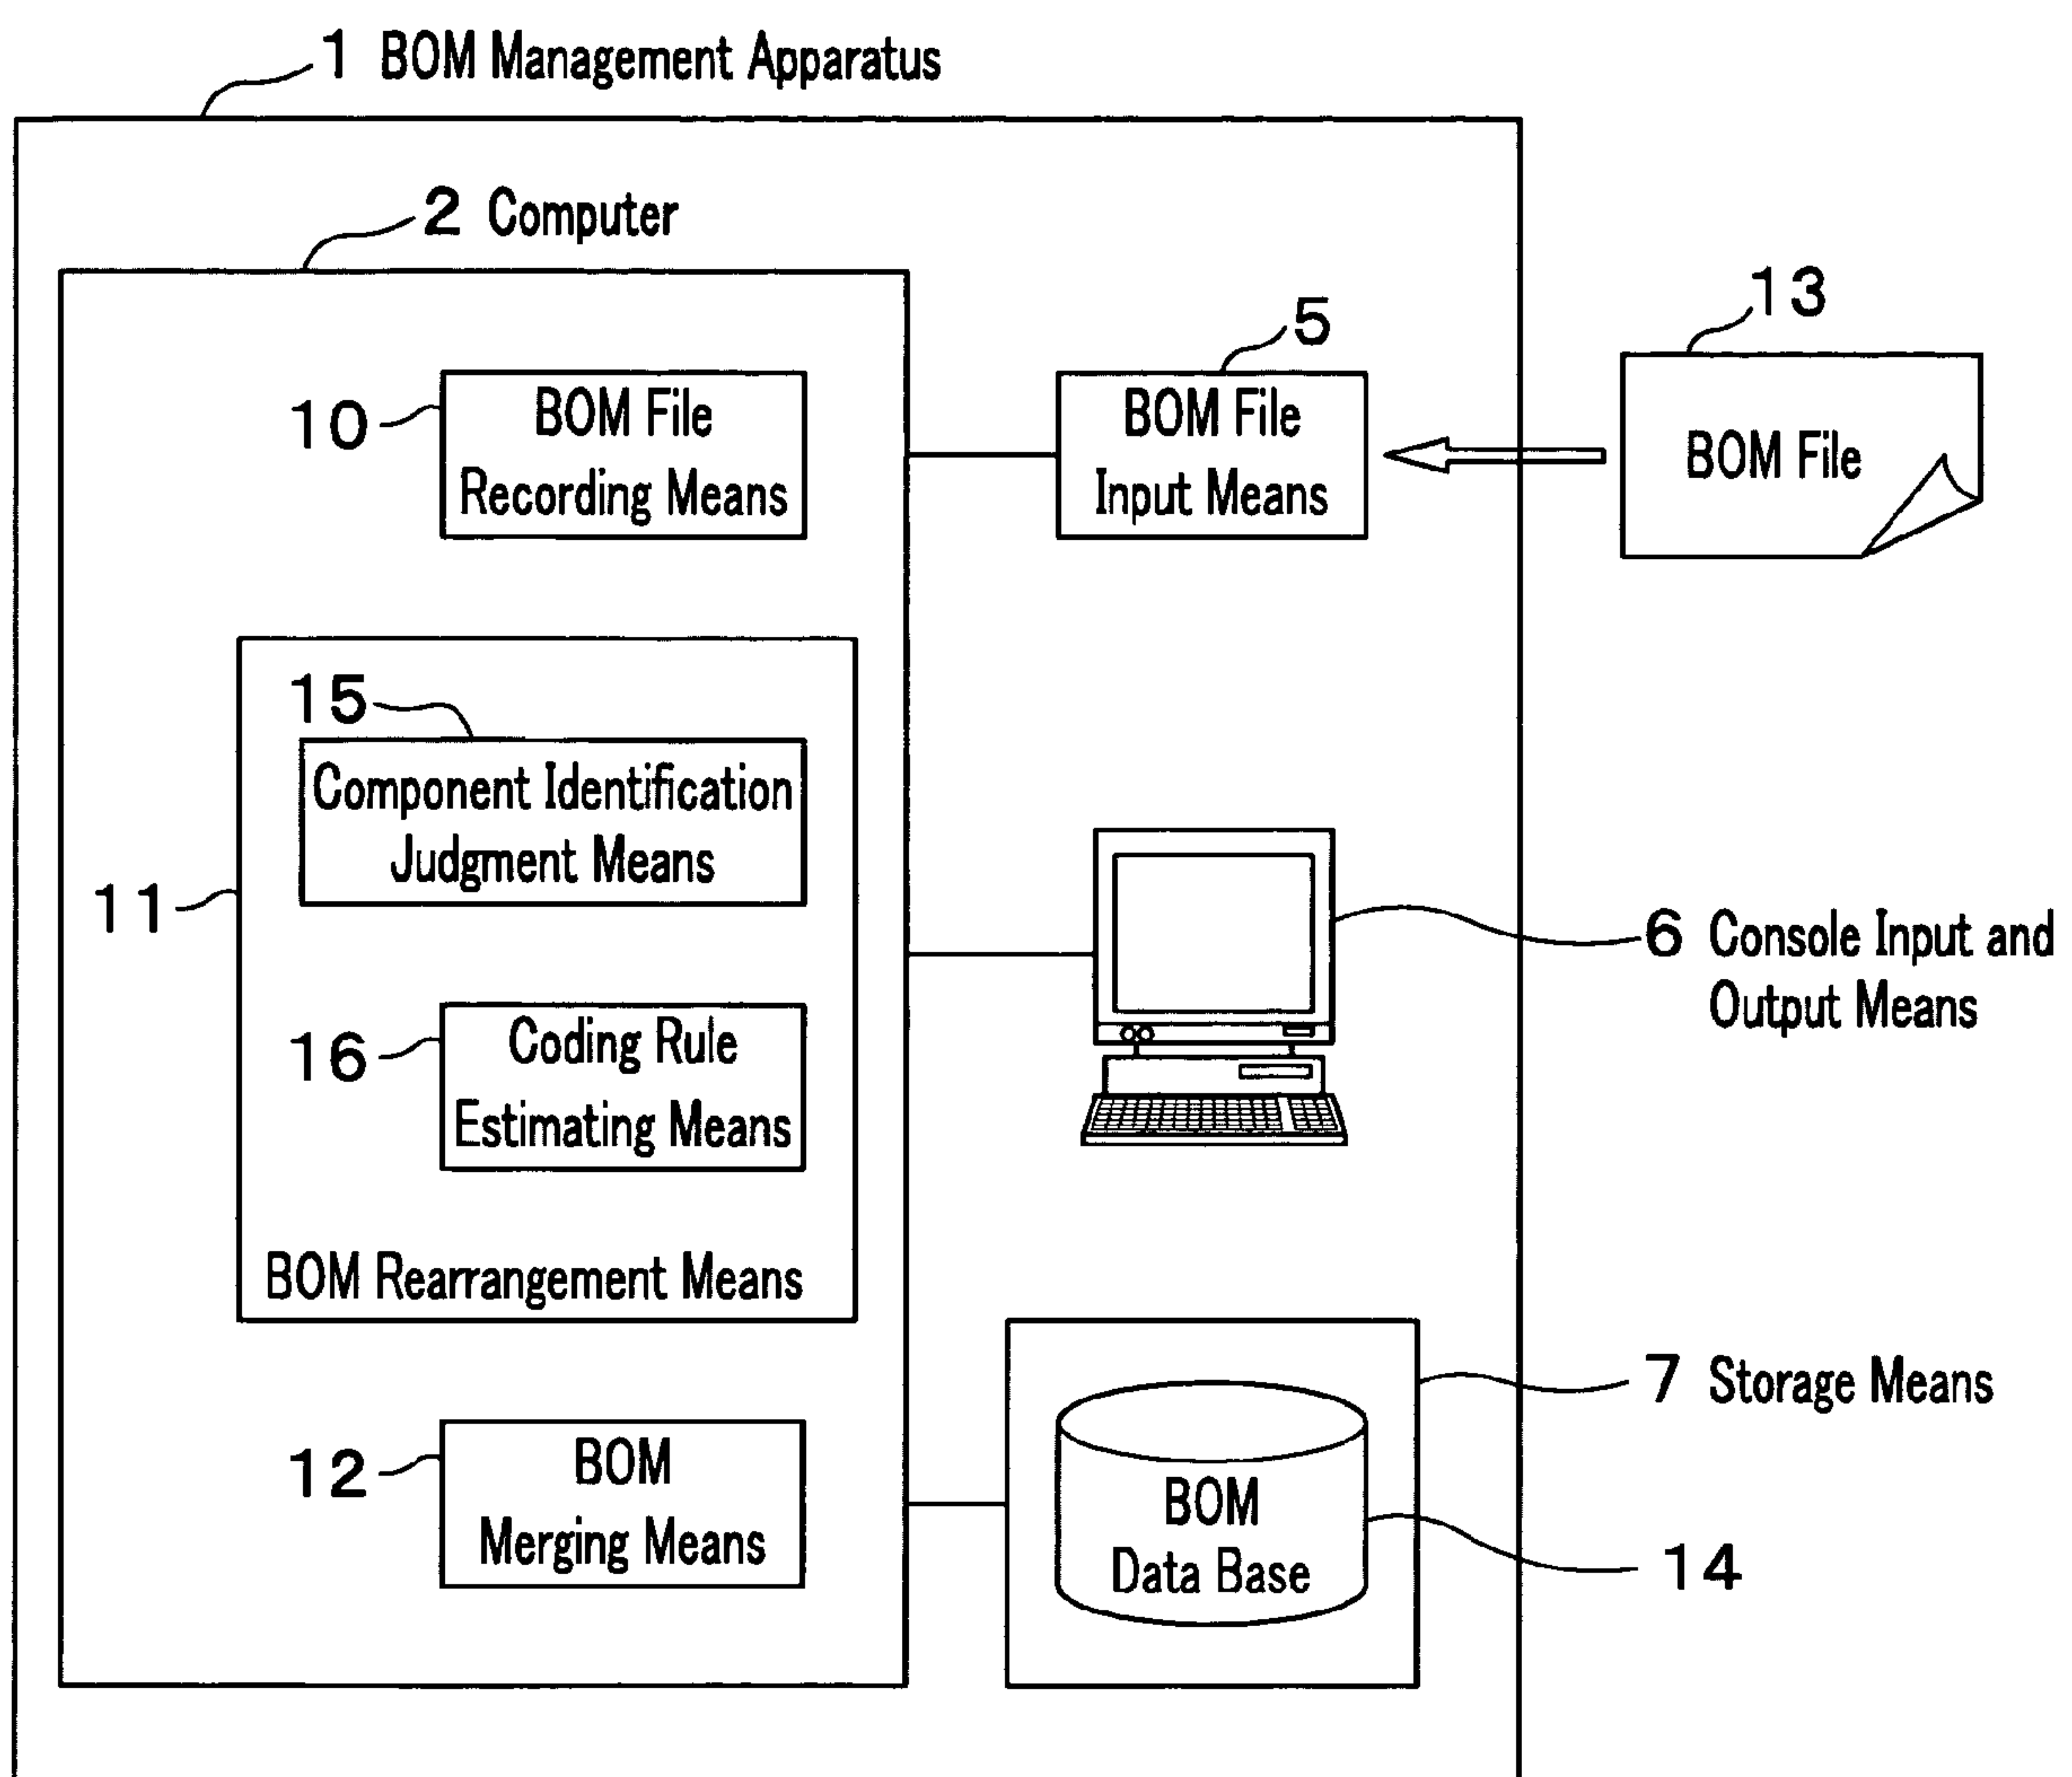 1 BOM Management Apparatus
2 Computer
13
5
10
BOM File
Recording Means
BOM File
Input Means
BOM File
15
Component Identification
Judgment Means
11
6 Console Input and
Output Means
16
Coding Rule
Estimating Means
BOM Rearrangement Means
7 Storage Means
12
BOM
Merging Means
BOM
Data Base
14